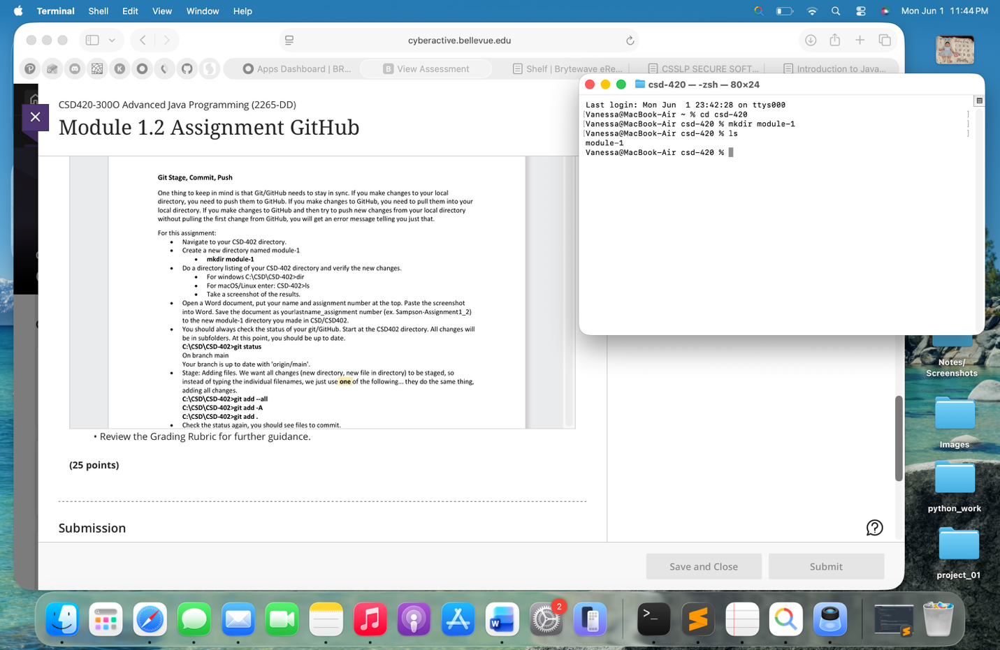 Terminal Shell Edit View Window Help Mon Jun 1 11:44 PM
cyberactive.bellevue.edu
Apps Dashboard | BR... View Assessment Shelf | Brytewave eRe... CSSLP SECURE SOFT... Introduction to Java...
CSD420-300O Advanced Java Programming (2265-DD)
Module 1.2 Assignment GitHub
Git Stage, Commit, Push
One thing to keep in mind is that Git/GitHub needs to stay in sync. If you make changes to your local
directory, you need to push them to GitHub. If you make changes to GitHub, you need to pull them into your
local directory. If you make changes to GitHub and then try to push new changes from your local directory
without pulling the first change from GitHub, you will get an error message telling you just that.
For this assignment:
• Navigate to your CSD-402 directory.
• Create a new directory named module-1
• mkdir module-1
• Do a directory listing of your CSD-402 directory and verify the new changes.
• For windows C:\CSD\CSD-402>dir
• For macOS/Linux enter: CSD-402>ls
• Take a screenshot of the results.
• Open a Word document, put your name and assignment number at the top. Paste the screenshot
into Word. Save the document as yourlastname_assignment number (ex. Sampson-Assignment1_2)
to the new module-1 directory you made in CSD/CSD402.
• You should always check the status of your git/GitHub. Start at the CSD402 directory. All changes will
be in subfolders. At this point, you should be up to date.
C:\CSD\CSD-402>git status
On branch main
Your branch is up to date with 'origin/main'.
• Stage: Adding files. We want all changes (new directory, new file in directory) to be staged, so
instead of typing the individual filenames, we just use one of the following... they do the same thing,
adding all changes.
C:\CSD\CSD-402>git add --all
C:\CSD\CSD-402>git add -A
C:\CSD\CSD-402>git add .
• Check the status again, you should see files to commit.
• Review the Grading Rubric for further guidance.
(25 points)
Submission
Save and Close Submit
csd-420 — -zsh — 80×24
Last login: Mon Jun  1 23:42:28 on ttys000
[Vanessa@MacBook-Air ~ % cd csd-420 ]
[Vanessa@MacBook-Air csd-420 % mkdir module-1 ]
[Vanessa@MacBook-Air csd-420 % ls ]
module-1
Vanessa@MacBook-Air csd-420 %
Notes/
Screenshots
Images
python_work
project_01
2